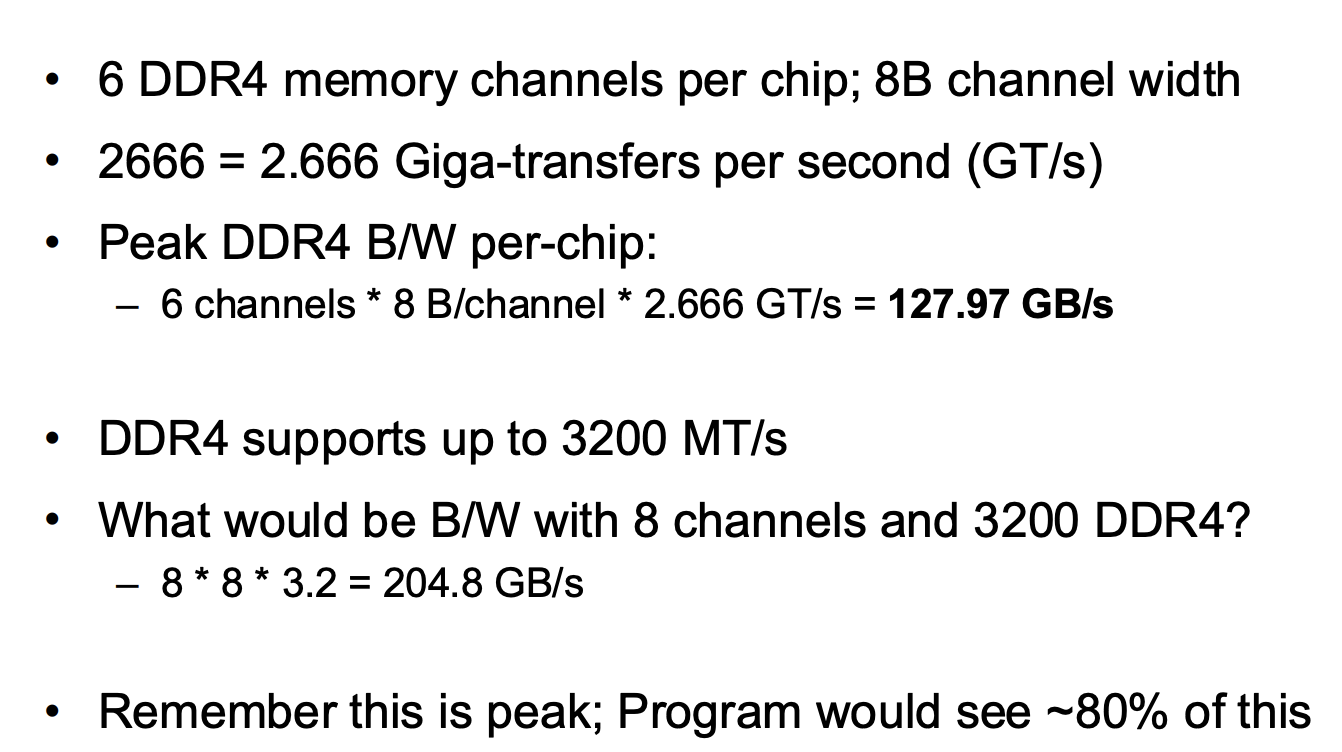 • 6 DDR4 memory channels per chip; 8B channel width
• 2666 = 2.666 Giga-transfers per second (GT/s)
• Peak DDR4 B/W per-chip:
– 6 channels * 8 B/channel * 2.666 GT/s = 127.97 GB/s
• DDR4 supports up to 3200 MT/s
• What would be B/W with 8 channels and 3200 DDR4?
– 8 * 8 * 3.2 = 204.8 GB/s
• Remember this is peak; Program would see ~80% of this